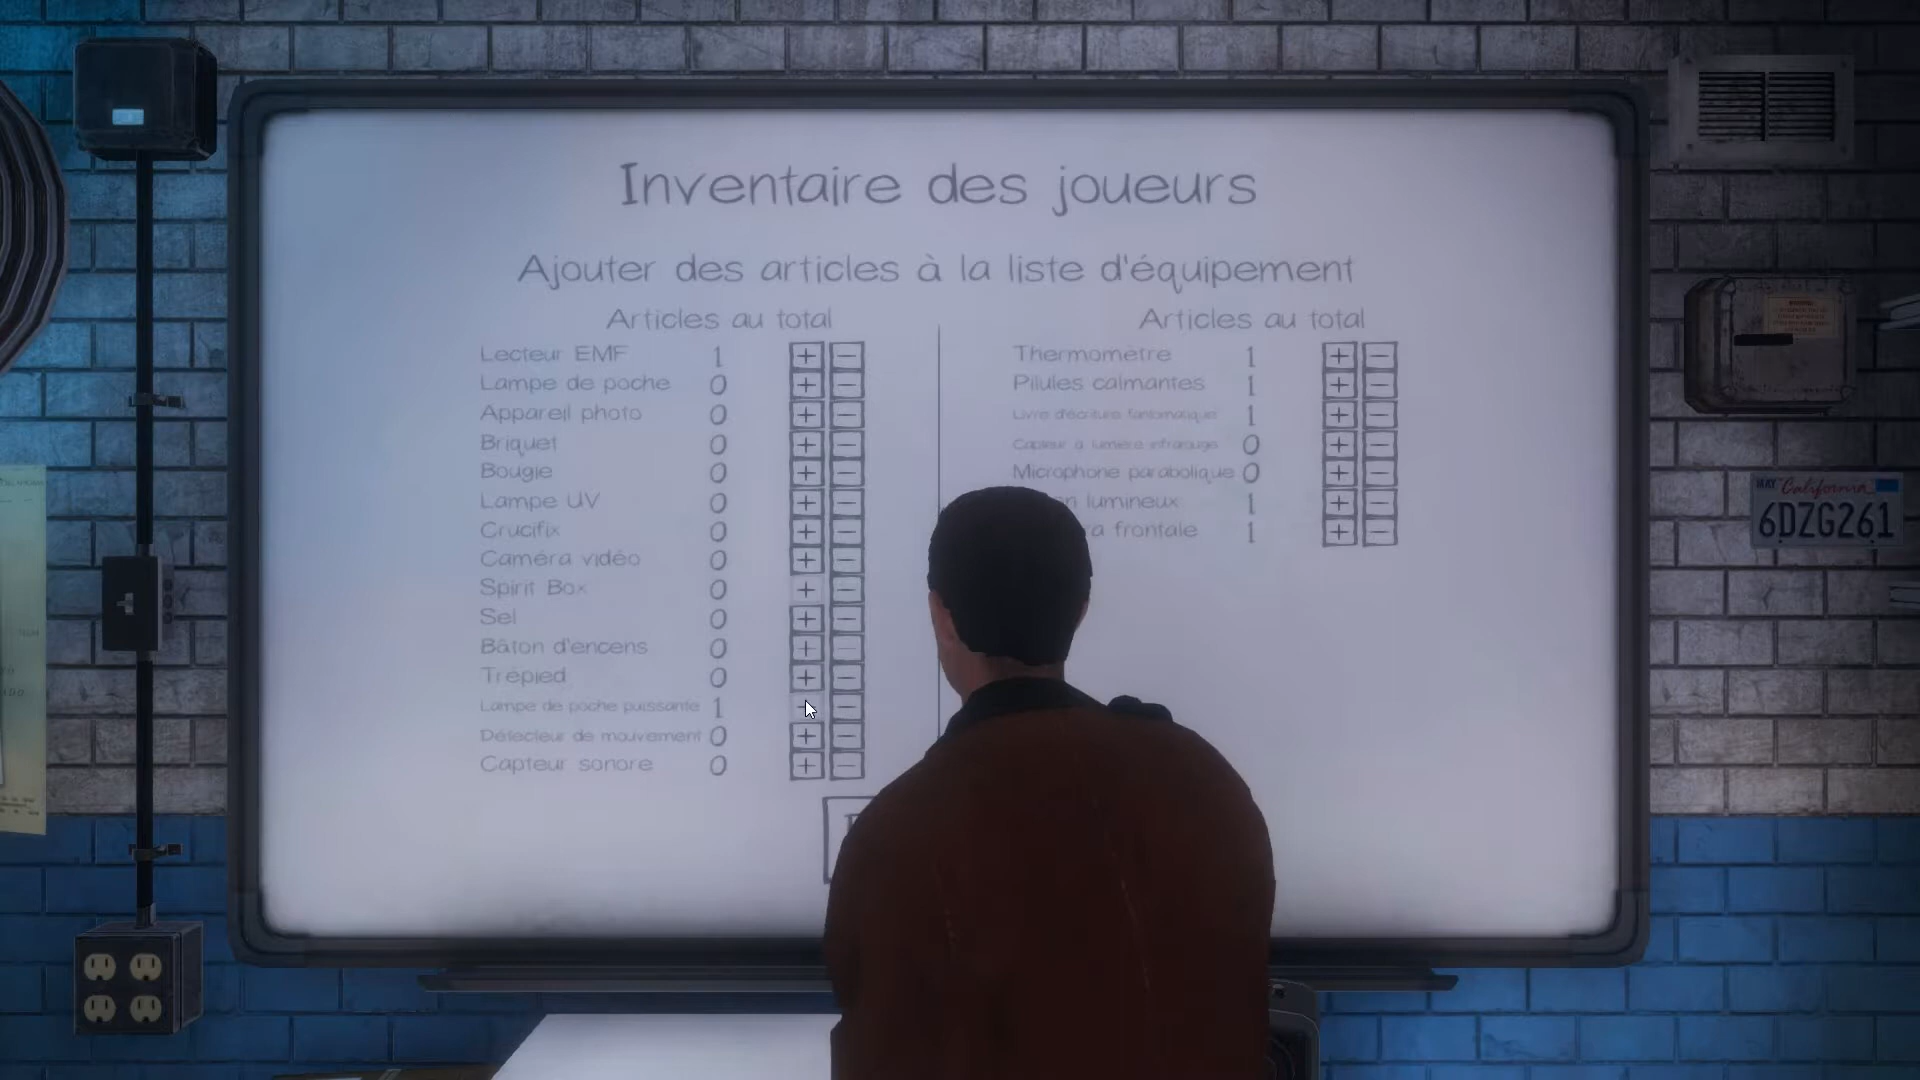 Inventaire des joueurs
Ajouter des articles à la liste d'équipement
Articles au total
Lecteur EMF 1 + -
Lampe de poche 0 + -
Appareil photo 0 + -
Briquet 0 + -
Bougie 0 + -
Lampe UV 0 + -
Crucifix 0 + -
Caméra vidéo 0 + -
Spirit Box 0 + -
Sel 0 + -
Bâton d'encens 0 + -
Trépied 0 + -
Lampe de poche puissante 1 + -
Détecteur de mouvement 0 + -
Capteur sonore 0 + -
Articles au total
Thermomètre 1 + -
Pilules calmantes 1 + -
Livre d'écriture fantomatique 1 + -
Capteur à lumière infrarouge 0 + -
Microphone parabolique 0 + -
lumineux 1 + -
frontale 1 + -
MAY California
6DZG261